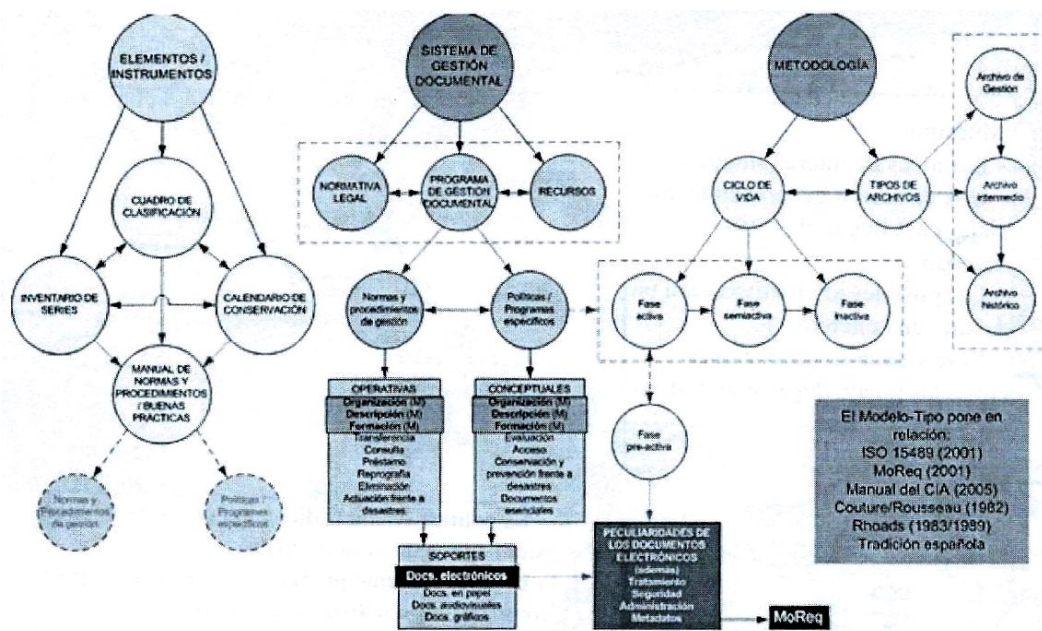 ELEMENTOS /
INSTRUMENTOS
CUADRO DE
CLASIFICACIÓN
INVENTARIO DE
SERIES
CALENDARIO DE
CONSERVACIÓN
MANUAL DE
NORMAS Y
PROCEDIMIENTOS
/ BUENAS
PRÁCTICAS
Normas y
Procedimientos
de gestión
Políticas /
Programas
específicos
SISTEMA DE
GESTIÓN
DOCUMENTAL
NORMATIVA
LEGAL
PROGRAMA
DE GESTIÓN
DOCUMENTAL
RECURSOS
Normas y
procedimientos
de gestión
Políticas /
Programas
específicos
OPERATIVAS
Organización (M)
Descripción (M)
Formación (M)
Transferencia
Consulta
Préstamo
Reprografía
Eliminación
Actuación frente a
desastres
CONCEPTUALES
Organización (M)
Descripción (M)
Formación (M)
Evaluación
Acceso
Conservación y
prevención frente a
desastres
Documentos
esenciales
SOPORTES
Docs. electrónicos
Docs. en papel
Docs. audiovisuales
Docs. gráficos
METODOLOGÍA
CICLO DE
VIDA
TIPOS DE
ARCHIVOS
Archivo de
Gestión
Archivo
intermedio
Archivo
histórico
Fase
activa
Fase
semiactiva
Fase
inactiva
Fase
pre-activa
PECULIARIDADES DE
LOS DOCUMENTOS
ELECTRÓNICOS
(además)
Tratamiento
Seguridad
Administración
Metadatos
MoReq
El Modelo-Tipo pone en
relación:
ISO 15489 (2001)
MoReq (2001)
Manual del CIA (2005)
Couture/Rousseau (1982)
Rhoads (1983/1989)
Tradición española